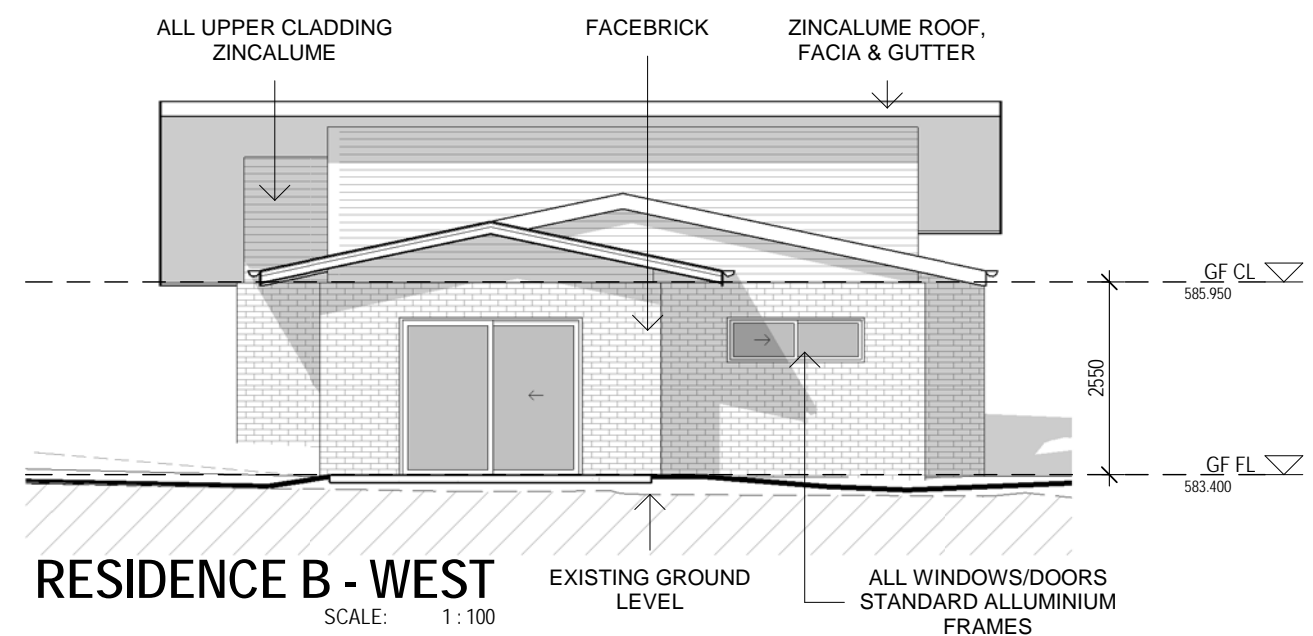 ALL UPPER CLADDING
ZINCALUME
FACEBRICK
ZINCALUME ROOF,
FACIA & GUTTER
GF CL
585.950
2550
GF FL
583.400
RESIDENCE B - WEST
SCALE: 1 : 100
EXISTING GROUND
LEVEL
ALL WINDOWS/DOORS
STANDARD ALLUMINIUM
FRAMES